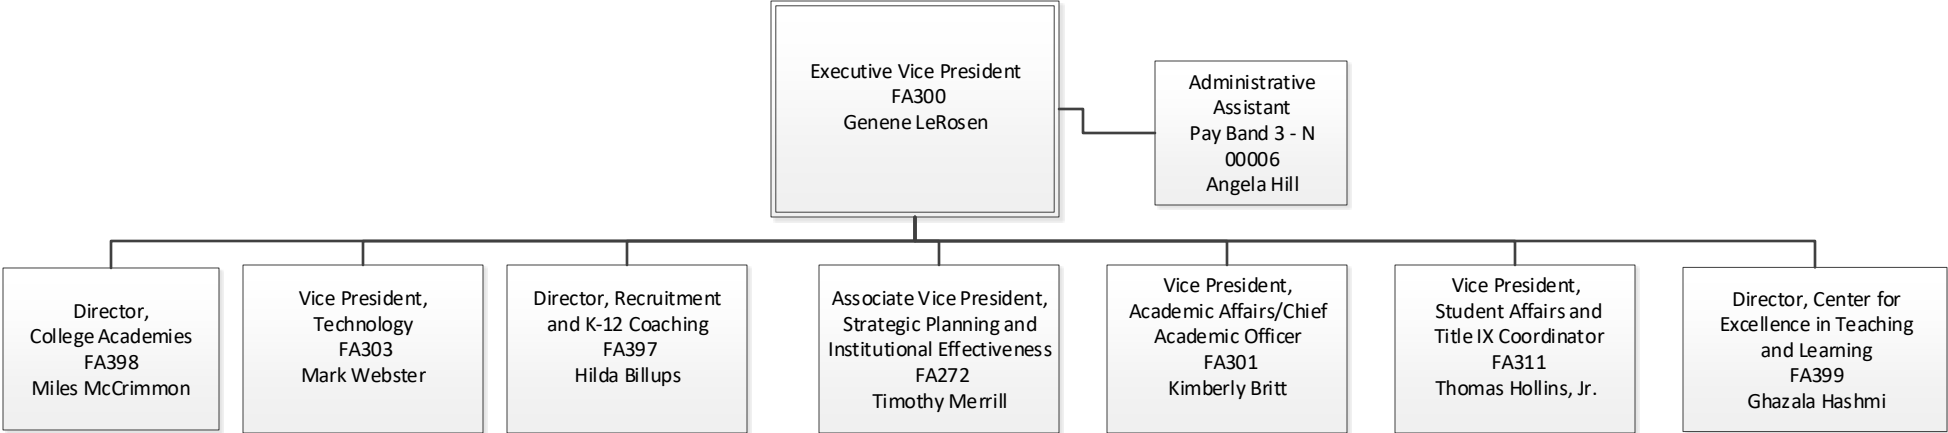 Executive Vice President
FA300
Genene LeRosen
Administrative
Assistant
Pay Band 3 - N
00006
Angela Hill
Director,
College Academies
FA398
Miles McCrimmon
Vice President,
Technology
FA303
Mark Webster
Director, Recruitment
and K-12 Coaching
FA397
Hilda Billups
Associate Vice President,
Strategic Planning and
Institutional Effectiveness
FA272
Timothy Merrill
Vice President,
Academic Affairs/Chief
Academic Officer
FA301
Kimberly Britt
Vice President,
Student Affairs and
Title IX Coordinator
FA311
Thomas Hollins, Jr.
Director, Center for
Excellence in Teaching
and Learning
FA399
Ghazala Hashmi